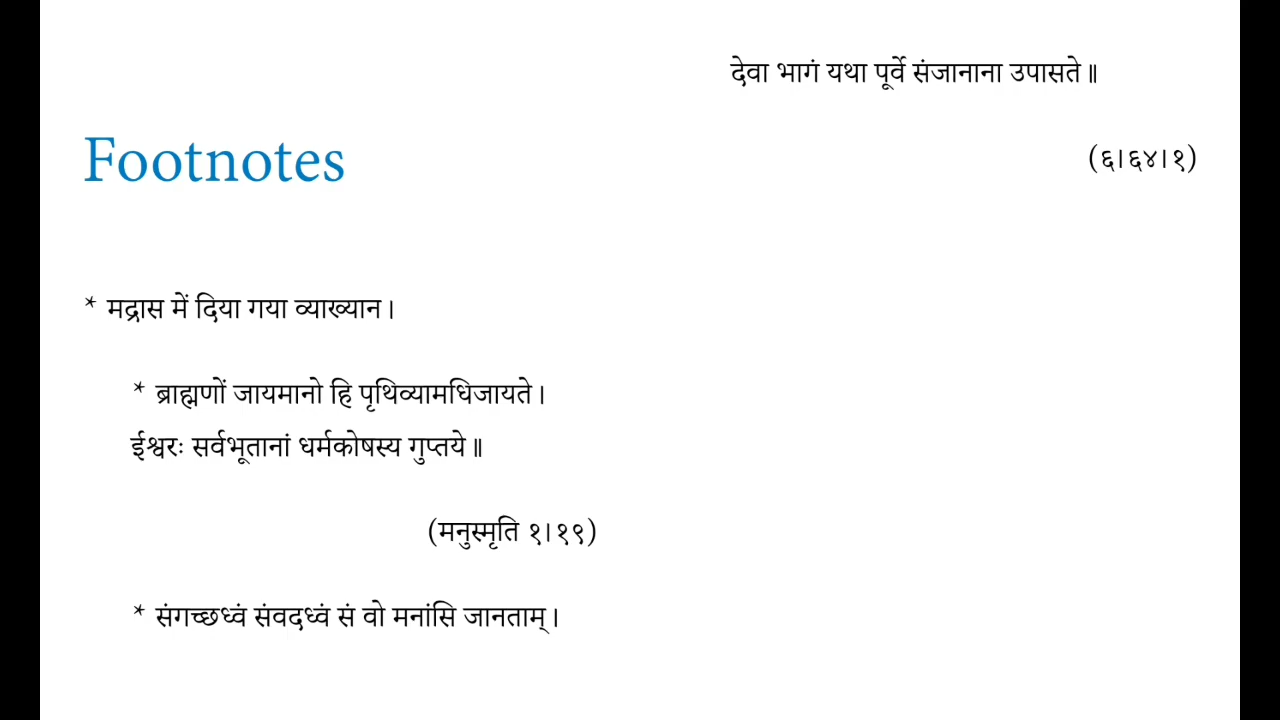 Footnotes
* मद्रास में दिया गया व्याख्यान।
* ब्राह्मणों जायमानो हि पृथिव्यामधिजायते।
ईश्वरः सर्वभूतानां धर्मकोषस्य गुप्तये॥
(मनुस्मृति १।१९)
* संगच्छध्वं संवदध्वं सं वो मनांसि जानताम्।
देवा भागं यथा पूर्वे संजानाना उपासते॥
(६।६४।१)